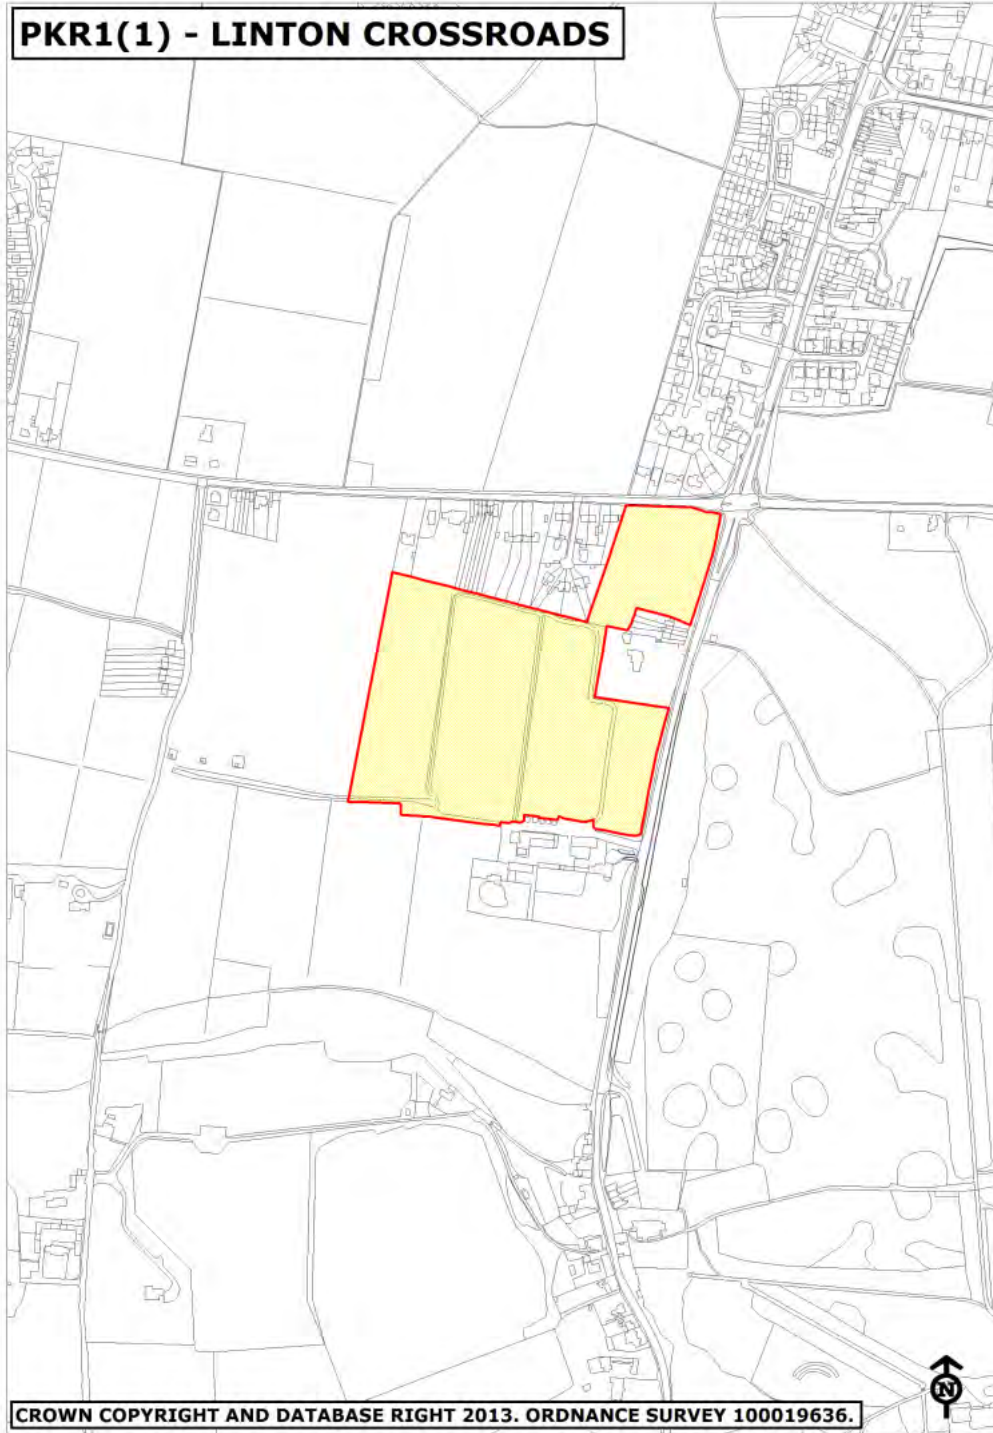 PKR1(1) - LINTON CROSSROADS
N
CROWN COPYRIGHT AND DATABASE RIGHT 2013. ORDNANCE SURVEY 100019636.